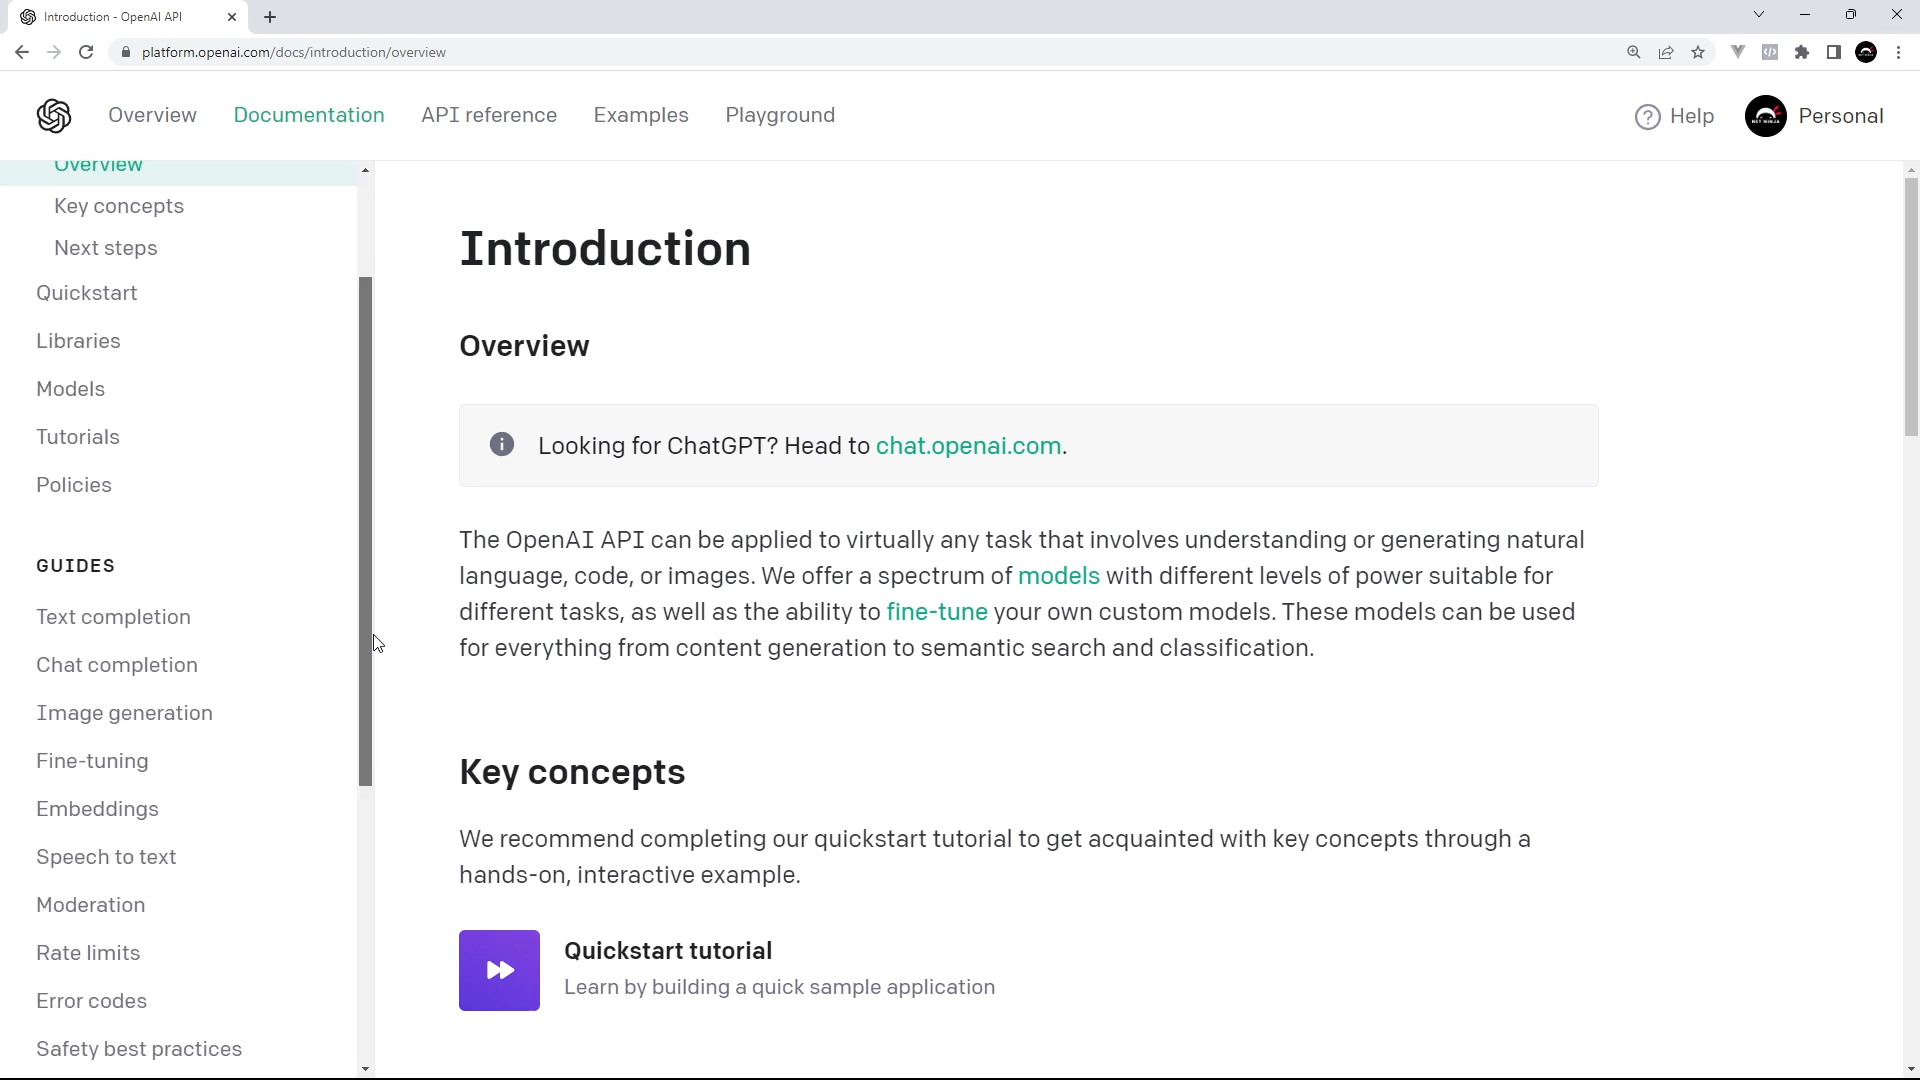 Introduction - OpenAI API
platform.openai.com/docs/introduction/overview
Overview
Documentation
API reference
Examples
Playground
Help
Personal
Overview
Key concepts
Next steps
Quickstart
Libraries
Models
Tutorials
Policies
GUIDES
Text completion
Chat completion
Image generation
Fine-tuning
Embeddings
Speech to text
Moderation
Rate limits
Error codes
Safety best practices
Introduction
Overview
Looking for ChatGPT? Head to chat.openai.com.
The OpenAI API can be applied to virtually any task that involves understanding or generating natural
language, code, or images. We offer a spectrum of models with different levels of power suitable for
different tasks, as well as the ability to fine-tune your own custom models. These models can be used
for everything from content generation to semantic search and classification.
Key concepts
We recommend completing our quickstart tutorial to get acquainted with key concepts through a
hands-on, interactive example.
Quickstart tutorial
Learn by building a quick sample application